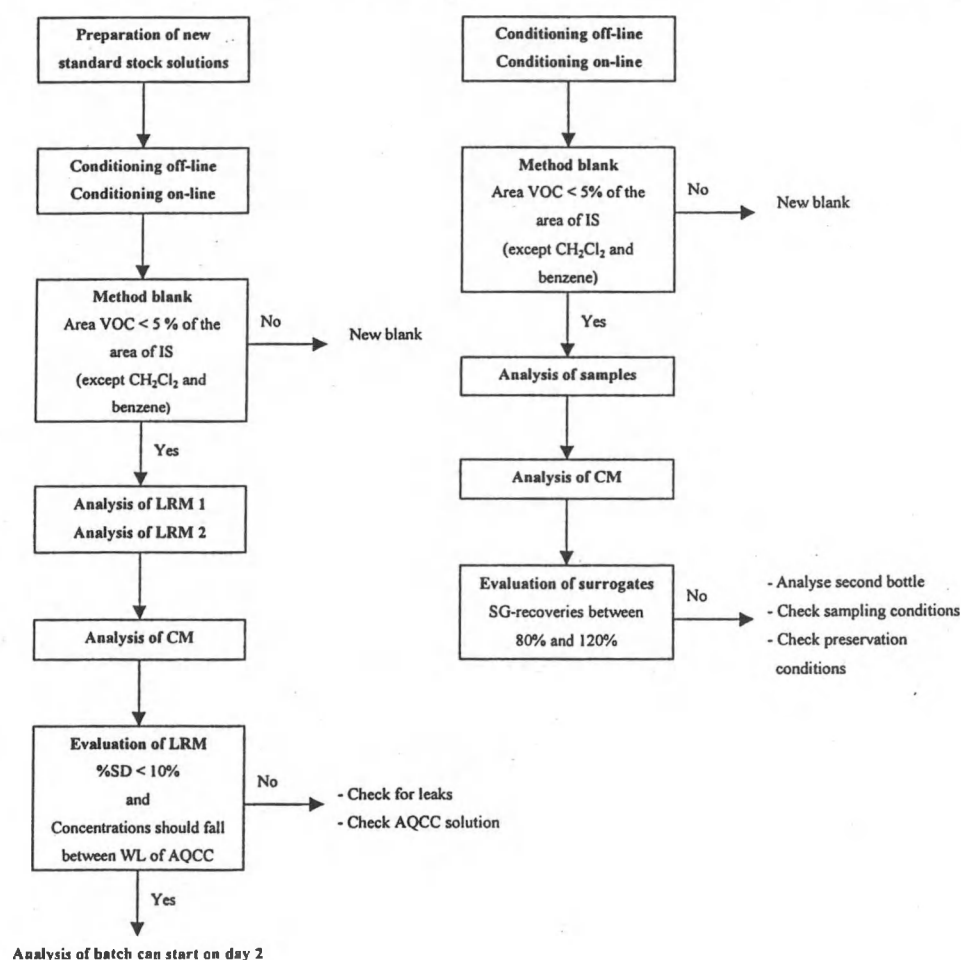 Preparation of new
standard stock solutions
Conditioning off-line
Conditioning on-line
Method blank
Area VOC < 5 % of the
area of IS
(except CH₂Cl₂ and
benzene)
No
New blank
Yes
Analysis of LRM 1
Analysis of LRM 2
Analysis of CM
Evaluation of LRM
%SD < 10%
and
Concentrations should fall
between WL of AQCC
No
- Check for leaks
- Check AQCC solution
Yes
Analysis of batch can start on day 2
Conditioning off-line
Conditioning on-line
Method blank
Area VOC < 5% of the
area of IS
(except CH₂Cl₂ and
benzene)
No
New blank
Yes
Analysis of samples
Analysis of CM
Evaluation of surrogates
SG-recoveries between
80% and 120%
No
- Analyse second bottle
- Check sampling conditions
- Check preservation
conditions